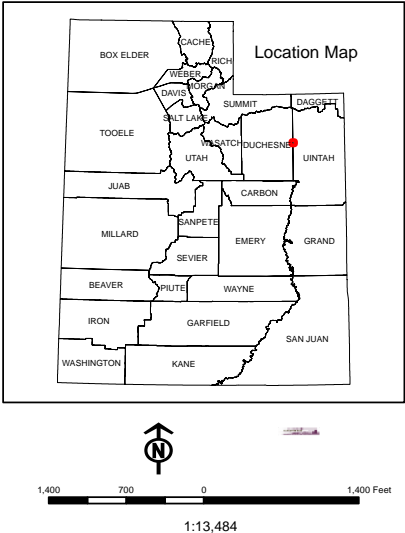 Location Map
CACHE
BOX ELDER
RICH
WEBER
MORGAN
DAVIS
SUMMIT
DAGGETT
SALT LAKE
TOOELE
WASATCH
DUCHESNE
UTAH
UINTAH
JUAB
CARBON
SANPETE
MILLARD
EMERY
GRAND
SEVIER
BEAVER
PIUTE
WAYNE
IRON
GARFIELD
SAN JUAN
WASHINGTON
KANE
N
1,400 700 0 1,400 Feet
1:13,484